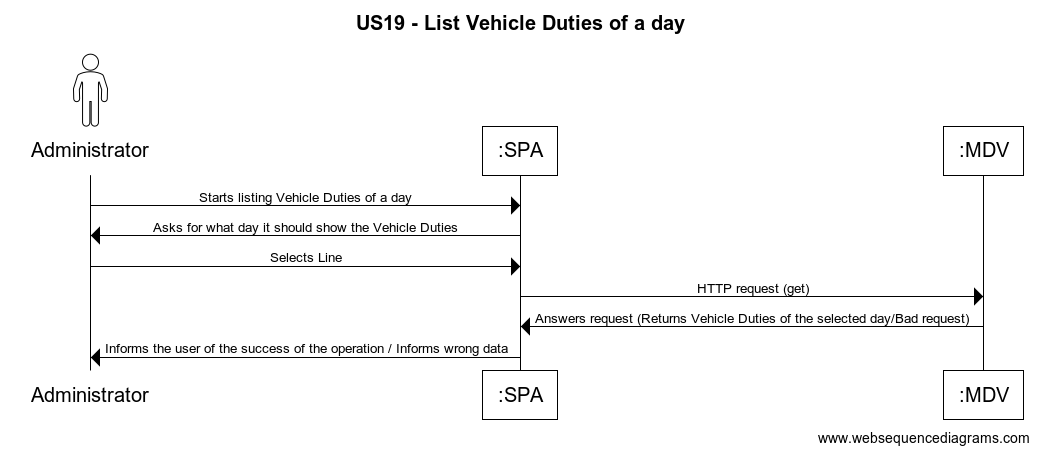 US19 - List Vehicle Duties of a day
Administrator
:SPA
:MDV
Starts listing Vehicle Duties of a day
Asks for what day it should show the Vehicle Duties
Selects Line
HTTP request (get)
Answers request (Returns Vehicle Duties of the selected day/Bad request)
Informs the user of the success of the operation / Informs wrong data
Administrator
:SPA
:MDV
www.websequencediagrams.com